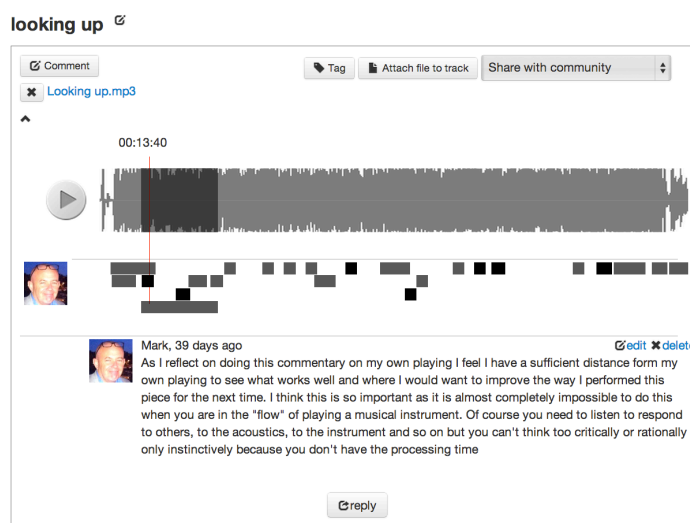 looking up
Comment
Tag
Attach file to track
Share with community
Looking up.mp3
00:13:40
Mark, 39 days ago
edit
delete
As I reflect on doing this commentary on my own playing I feel I have a sufficient distance form my
own playing to see what works well and where I would want to improve the way I performed this
piece for the next time. I think this is so important as it is almost completely impossible to do this
when you are in the "flow" of playing a musical instrument. Of course you need to listen to respond
to others, to the acoustics, to the instrument and so on but you can't think too critically or rationally
only instinctively because you don't have the processing time
reply